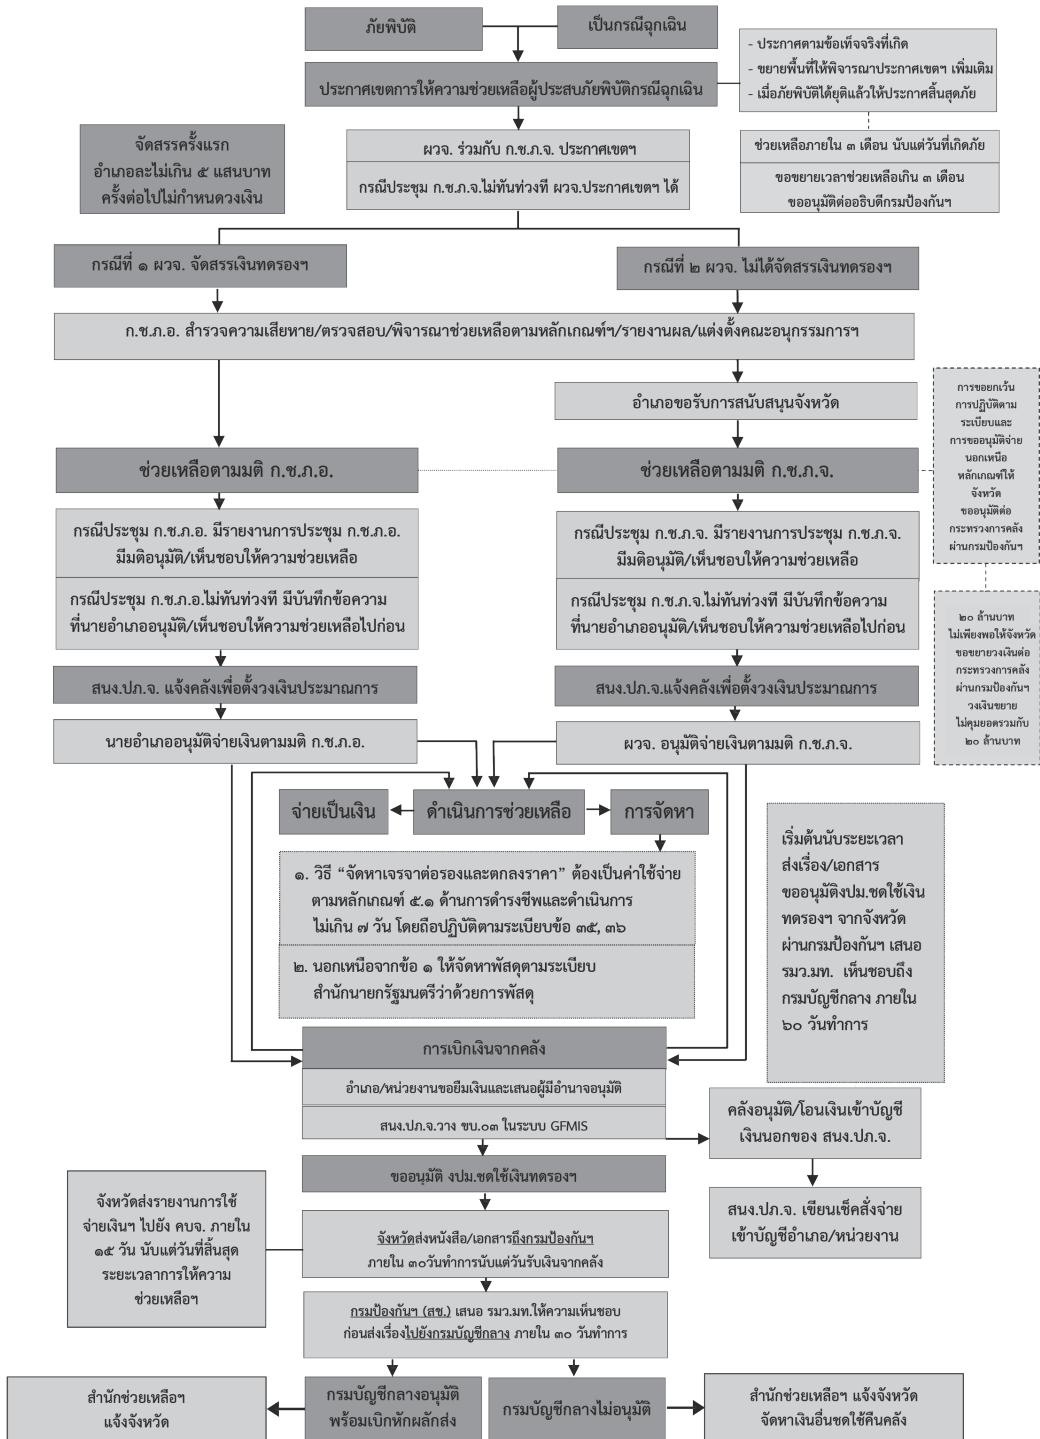 ภัยพิบัติ
เป็นกรณีฉุกเฉิน
ประกาศเขตการให้ความช่วยเหลือผู้ประสบภัยพิบัติกรณีฉุกเฉิน
- ประกาศตามข้อเท็จจริงที่เกิด
- ขยายพื้นที่ให้พิจารณาประกาศเขตฯ เพิ่มเติม
- เมื่อภัยพิบัติได้ยุติแล้วให้ประกาศสิ้นสุดภัย
จัดสรรครั้งแรก
อำเภอละไม่เกิน ๕ แสนบาท
ครั้งต่อไปไม่กำหนดวงเงิน
ผวจ. ร่วมกับ ก.ช.ภ.จ. ประกาศเขตฯ
กรณีประชุม ก.ช.ภ.จ.ไม่ทันท่วงที ผวจ.ประกาศเขตฯ ได้
ช่วยเหลือภายใน ๓ เดือน นับแต่วันที่เกิดภัย
ขอขยายเวลาช่วยเหลือเกิน ๓ เดือน
ขออนุมัติต่ออธิบดีกรมป้องกันฯ
กรณีที่ ๑ ผวจ. จัดสรรเงินทดรองฯ
กรณีที่ ๒ ผวจ. ไม่ได้จัดสรรเงินทดรองฯ
ก.ช.ภ.อ. สำรวจความเสียหาย/ตรวจสอบ/พิจารณาช่วยเหลือตามหลักเกณฑ์ฯ/รายงานผล/แต่งตั้งคณะอนุกรรมการฯ
อำเภอขอรับการสนับสนุนจังหวัด
การขอยกเว้น
การปฏิบัติตาม
ระเบียบและ
การขออนุมัติจ่าย
นอกเหนือ
หลักเกณฑ์ให้
จังหวัด
ขออนุมัติต่อ
กระทรวงการคลัง
ผ่านกรมป้องกันฯ
ช่วยเหลือตามมติ ก.ช.ภ.อ.
ช่วยเหลือตามมติ ก.ช.ภ.จ.
กรณีประชุม ก.ช.ภ.อ. มีรายงานการประชุม ก.ช.ภ.อ.
มีมติอนุมัติ/เห็นชอบให้ความช่วยเหลือ
กรณีประชุม ก.ช.ภ.อ.ไม่ทันท่วงที มีบันทึกข้อความ
ที่นายอำเภออนุมัติ/เห็นชอบให้ความช่วยเหลือไปก่อน
กรณีประชุม ก.ช.ภ.จ. มีรายงานการประชุม ก.ช.ภ.จ.
มีมติอนุมัติ/เห็นชอบให้ความช่วยเหลือ
กรณีประชุม ก.ช.ภ.จ.ไม่ทันท่วงที มีบันทึกข้อความ
ที่นายอำเภออนุมัติ/เห็นชอบให้ความช่วยเหลือไปก่อน
๒๐ ล้านบาท
ไม่เพียงพอให้จังหวัด
ขอขยายวงเงินต่อ
กระทรวงการคลัง
ผ่านกรมป้องกันฯ
วงเงินขยาย
ไม่คุมยอดรวมกับ
๒๐ ล้านบาท
สนง.ปภ.จ. แจ้งคลังเพื่อตั้งวงเงินประมาณการ
สนง.ปภ.จ.แจ้งคลังเพื่อตั้งวงเงินประมาณการ
นายอำเภออนุมัติจ่ายเงินตามมติ ก.ช.ภ.อ.
ผวจ. อนุมัติจ่ายเงินตามมติ ก.ช.ภ.จ.
จ่ายเป็นเงิน
ดำเนินการช่วยเหลือ
การจัดหา
๑. วิธี “จัดหาเจรจาต่อรองและตกลงราคา” ต้องเป็นค่าใช้จ่าย
ตามหลักเกณฑ์ ๕.๑ ด้านการดำรงชีพและดำเนินการ
ไม่เกิน ๗ วัน โดยถือปฏิบัติตามระเบียบข้อ ๓๕, ๓๖
๒. นอกเหนือจากข้อ ๑ ให้จัดหาพัสดุตามระเบียบ
สำนักนายกรัฐมนตรีว่าด้วยการพัสดุ
เริ่มต้นนับระยะเวลา
ส่งเรื่อง/เอกสาร
ขออนุมัติงปม.ชดใช้เงิน
ทดรองฯ จากจังหวัด
ผ่านกรมป้องกันฯ เสนอ
รมว.มท. เห็นชอบถึง
กรมบัญชีกลาง ภายใน
๖๐ วันทำการ
การเบิกเงินจากคลัง
อำเภอ/หน่วยงานขอยืมเงินและเสนอผู้มีอำนาจอนุมัติ
สนง.ปภ.จ.วาง ขบ.๐๓ ในระบบ GFMIS
คลังอนุมัติ/โอนเงินเข้าบัญชี
เงินนอกของ สนง.ปภ.จ.
ขออนุมัติ งปม.ชดใช้เงินทดรองฯ
สนง.ปภ.จ. เขียนเช็คสั่งจ่าย
เข้าบัญชีอำเภอ/หน่วยงาน
จังหวัดส่งรายงานการใช้
จ่ายเงินฯ ไปยัง คบจ. ภายใน
๑๕ วัน นับแต่วันที่สิ้นสุด
ระยะเวลาการให้ความ
ช่วยเหลือฯ
จังหวัดส่งหนังสือ/เอกสารถึงกรมป้องกันฯ
ภายใน ๓๐วันทำการนับแต่วันรับเงินจากคลัง
กรมป้องกันฯ (สช.) เสนอ รมว.มท.ให้ความเห็นชอบ
ก่อนส่งเรื่องไปยังกรมบัญชีกลาง ภายใน ๓๐ วันทำการ
สำนักช่วยเหลือฯ
แจ้งจังหวัด
กรมบัญชีกลางอนุมัติ
พร้อมเบิกหักผลักส่ง
กรมบัญชีกลางไม่อนุมัติ
สำนักช่วยเหลือฯ แจ้งจังหวัด
จัดหาเงินอื่นชดใช้คืนคลัง